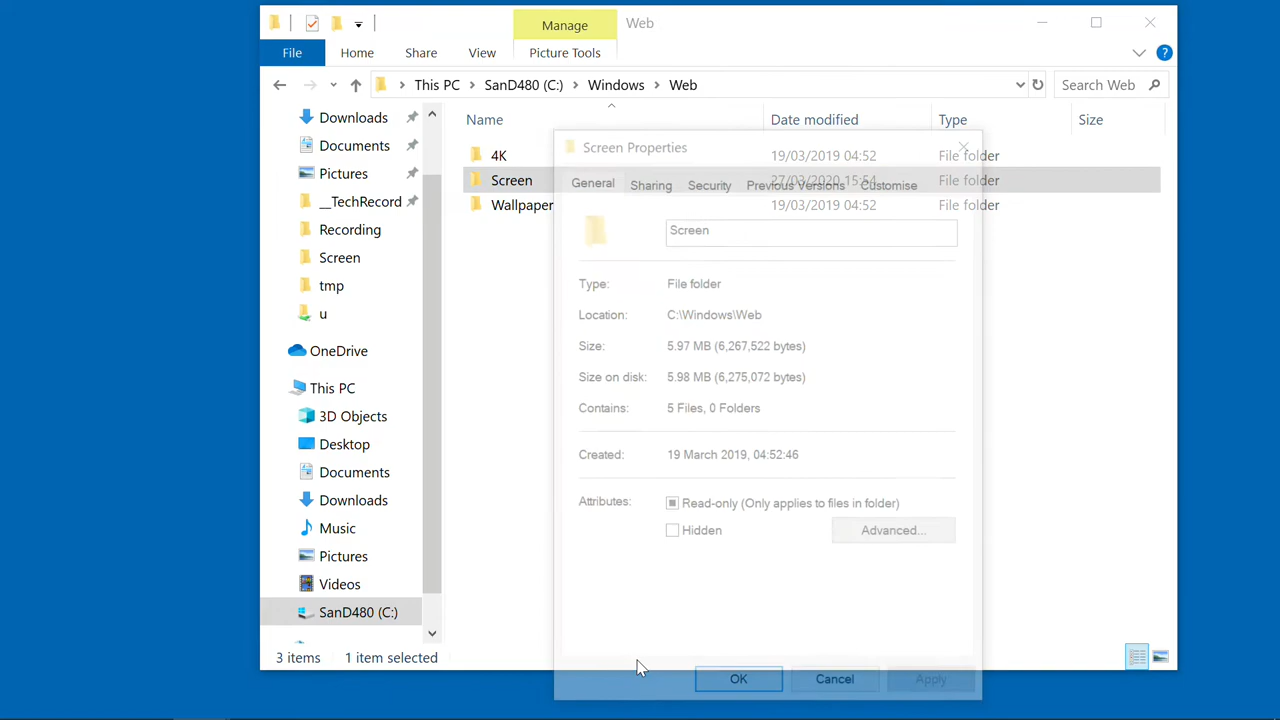 Manage
Web
File
Home
Share
View
Picture Tools
?
This PC
SanD480 (C:)
Windows
Web
Search Web
Name
Date modified
Type
Size
Downloads
Documents
Pictures
__TechRecord
Recording
Screen
tmp
u
OneDrive
This PC
3D Objects
Desktop
Documents
Downloads
Music
Pictures
Videos
SanD480 (C:)
4K
19/03/2019 04:52
File folder
Screen
27/03/2020 15:54
File folder
Wallpaper
19/03/2019 04:52
File folder
Screen Properties
General
Sharing
Security
Previous Versions
Customise
Screen
Type:
File folder
Location:
C:\Windows\Web
Size:
5.97 MB (6,267,522 bytes)
Size on disk:
5.98 MB (6,275,072 bytes)
Contains:
5 Files, 0 Folders
Created:
19 March 2019, 04:52:46
Attributes:
Read-only (Only applies to files in folder)
Hidden
Advanced...
OK
Cancel
Apply
3 items
1 item selected